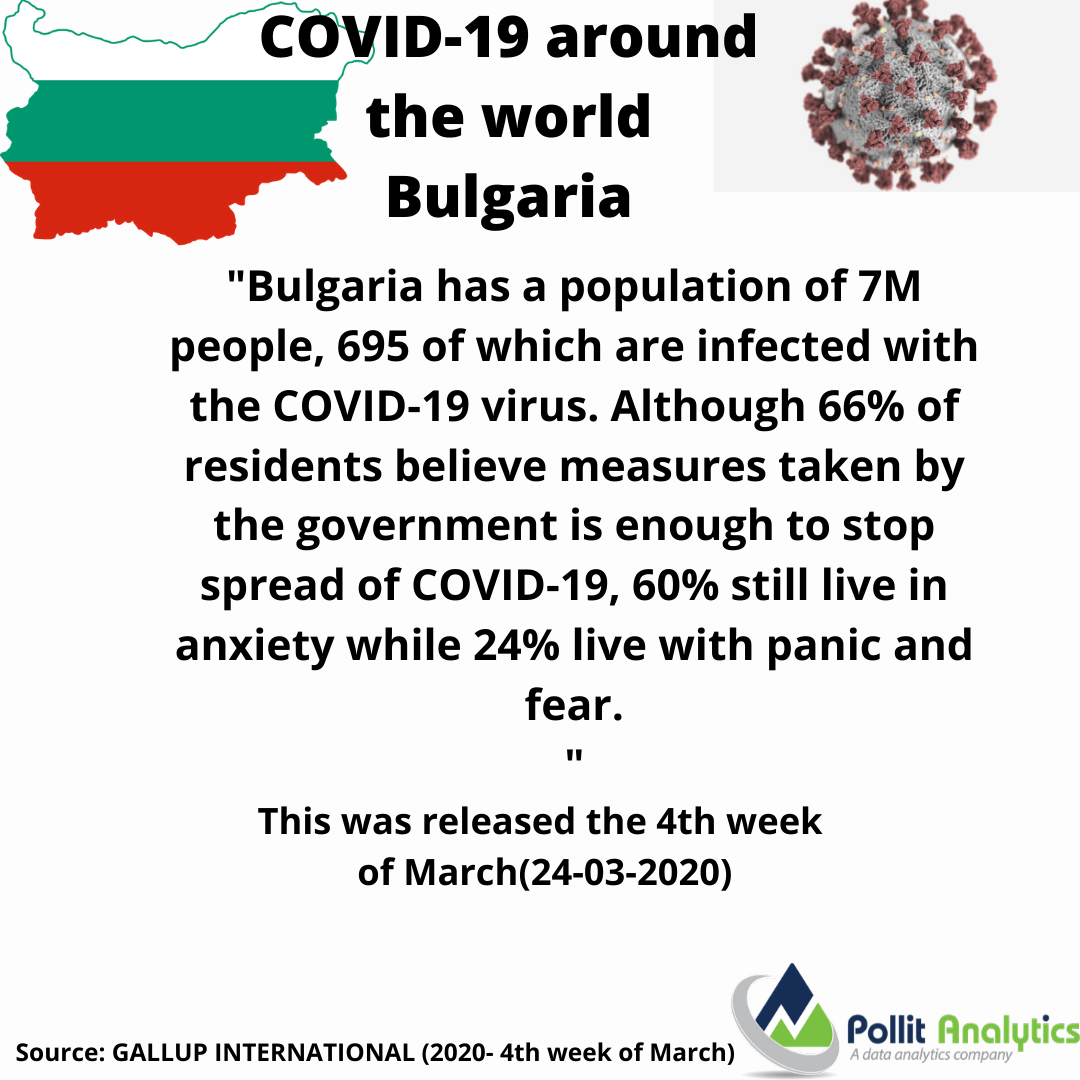 COVID-19 around
the world
Bulgaria
"Bulgaria has a population of 7M
people, 695 of which are infected with
the COVID-19 virus. Although 66% of
residents believe measures taken by
the government is enough to stop
spread of COVID-19, 60% still live in
anxiety while 24% live with panic and
fear.
"
This was released the 4th week
of March(24-03-2020)
Source: GALLUP INTERNATIONAL (2020- 4th week of March)
Pollit Analytics
A data analytics company